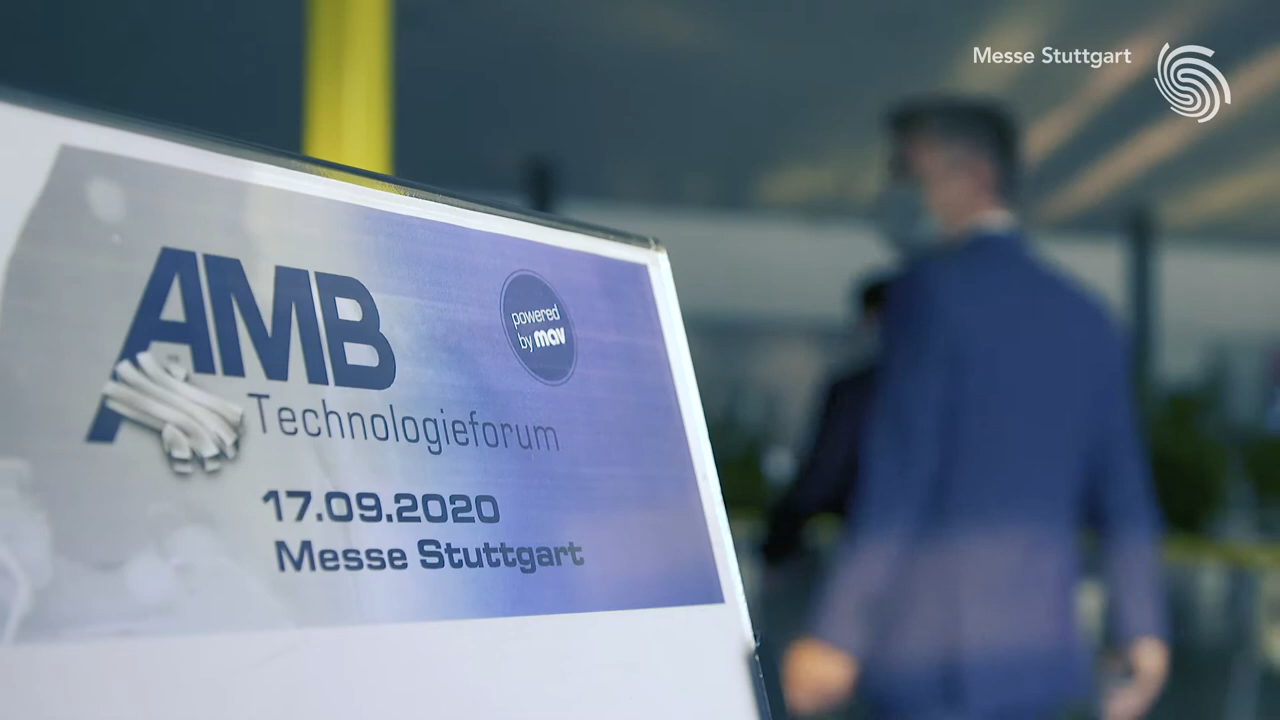 Messe Stuttgart
AMB
Technologieforum
powered
by mav
17.09.2020
Messe Stuttgart